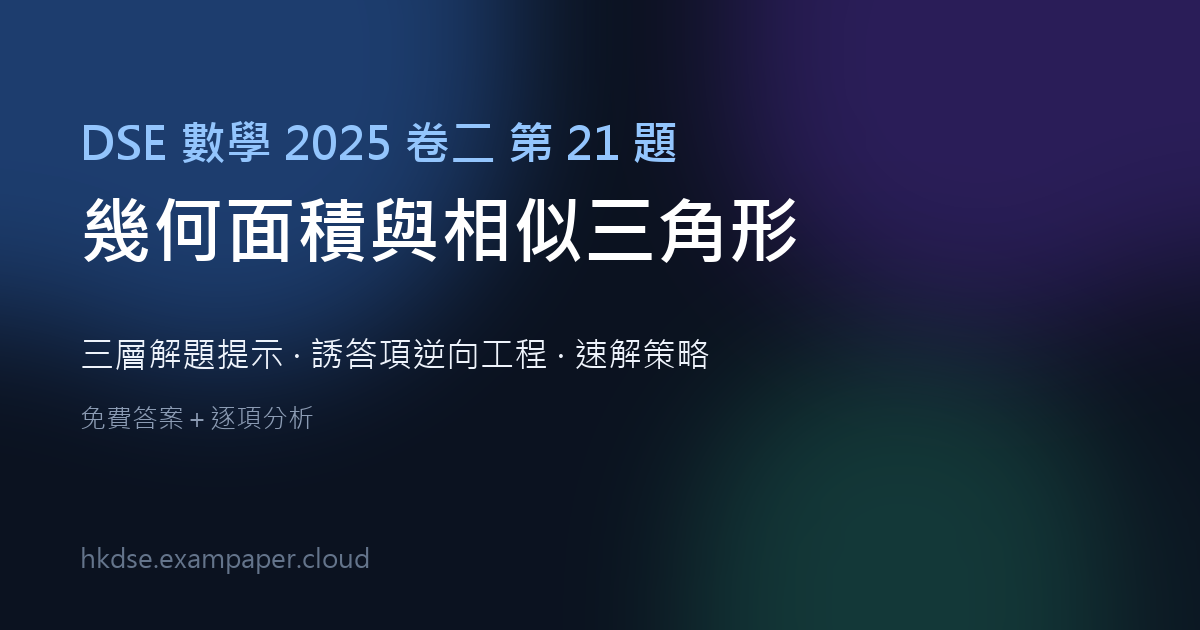 DSE 數學 2025 卷二 第 21 題
幾何面積與相似三角形
三層解題提示 · 誘答項逆向工程 · 速解策略
免費答案 + 逐項分析
hkdse.exampaper.cloud